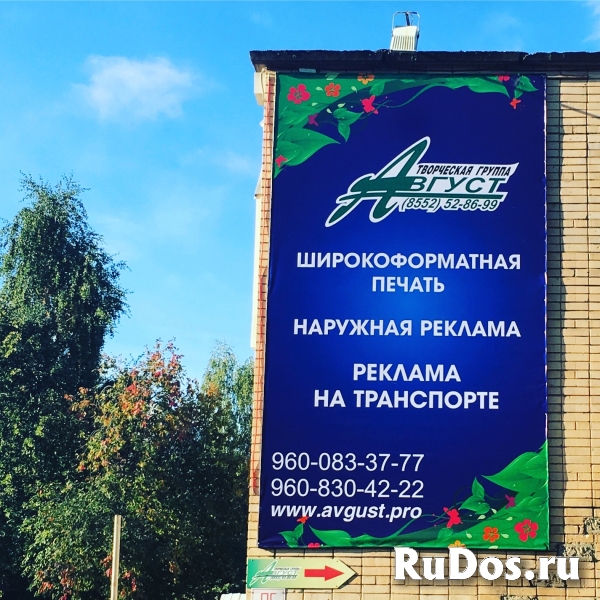 ТВОРЧЕСКАЯ ГРУППА
АВГУСТ
(8552) 52-86-99
ШИРОКОФОРМАТНАЯ
ПЕЧАТЬ
НАРУЖНАЯ РЕКЛАМА
РЕКЛАМА
НА ТРАНСПОРТЕ
960-083-37-77
960-830-42-22
www.avgust.pro
RuDos.ru